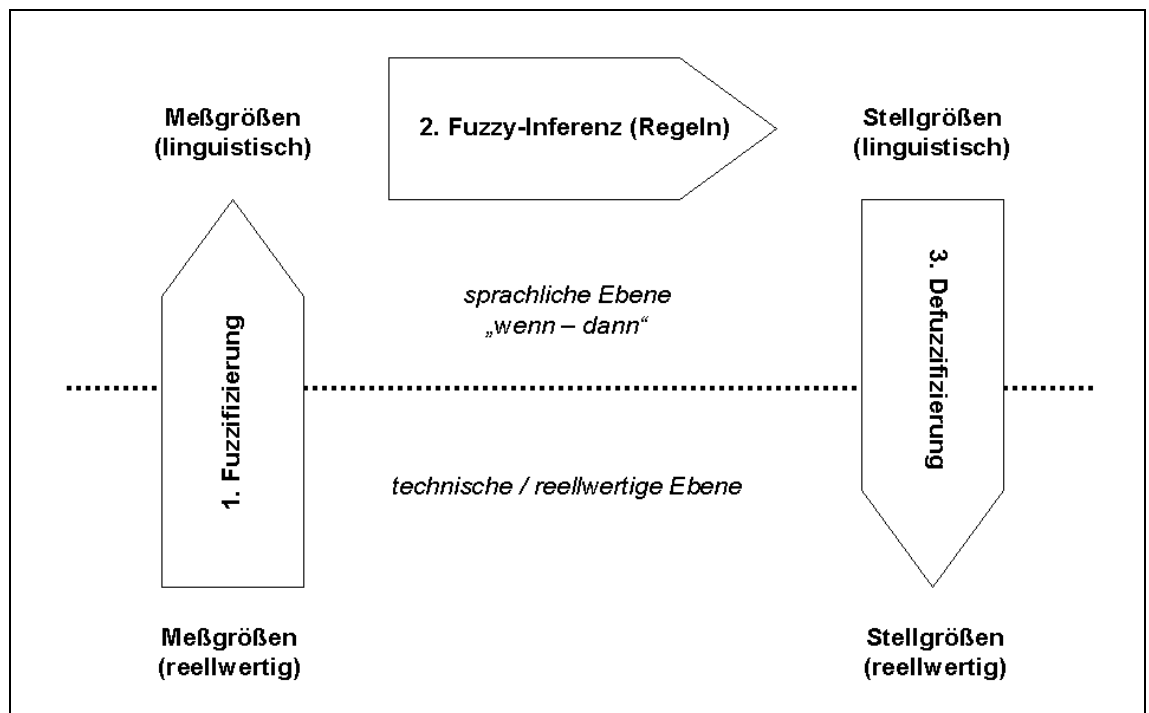 Meßgrößen
(linguistisch)
2. Fuzzy-Inferenz (Regeln)
Stellgrößen
(linguistisch)
1. Fuzzifizierung
sprachliche Ebene
„wenn – dann“
3. Defuzzifizierung
technische / reellwertige Ebene
Meßgrößen
(reellwertig)
Stellgrößen
(reellwertig)